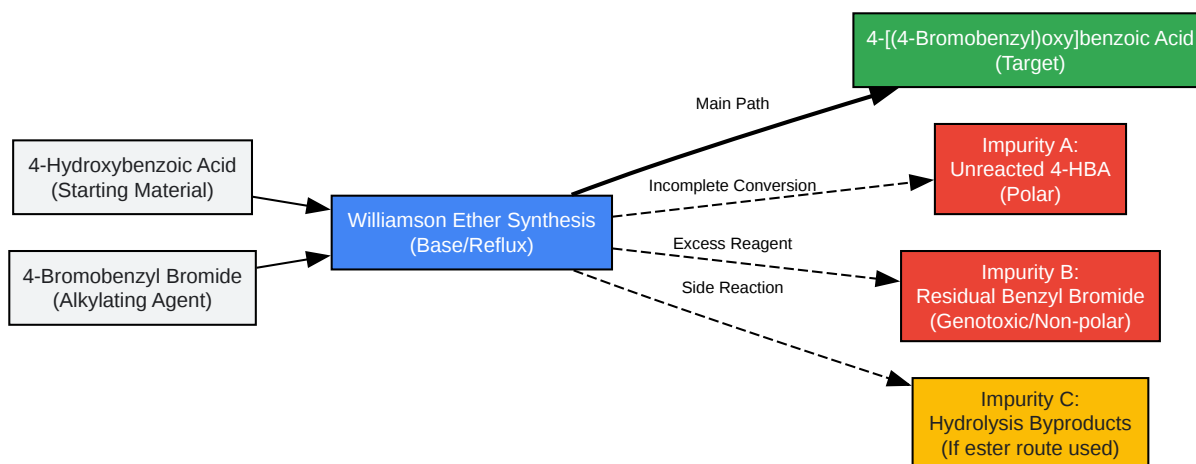 4-Hydroxybenzoic Acid
(Starting Material)
4-Bromobenzyl Bromide
(Alkylating Agent)
Williamson Ether Synthesis
(Base/Reflux)
Main Path
Incomplete Conversion
Excess Reagent
Side Reaction
4-[(4-Bromobenzyl)oxy]benzoic Acid
(Target)
Impurity A:
Unreacted 4-HBA
(Polar)
Impurity B:
Residual Benzyl Bromide
(Genotoxic/Non-polar)
Impurity C:
Hydrolysis Byproducts
(If ester route used)